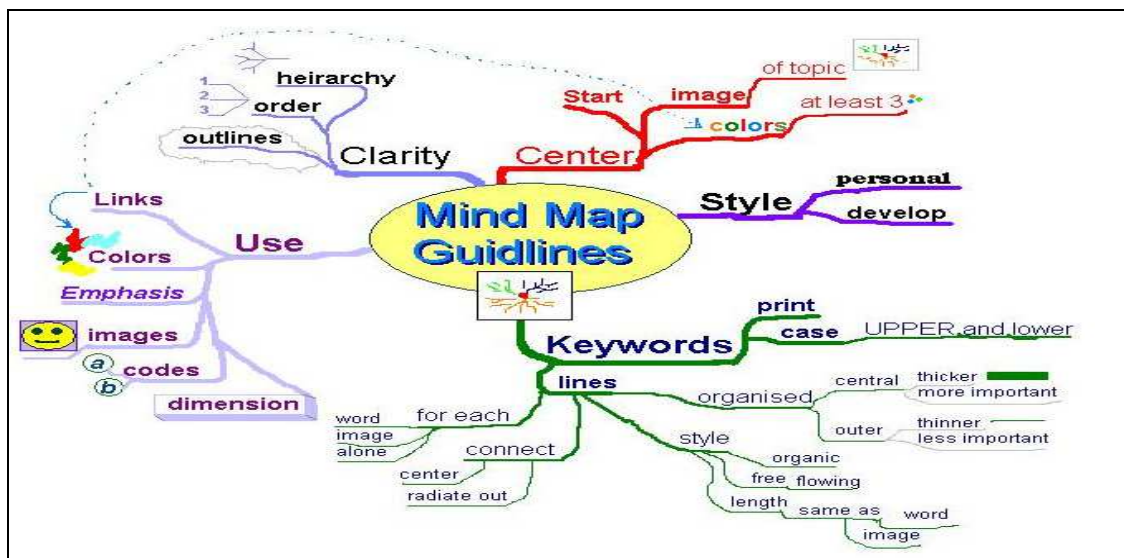 Mind Map
Guidlines
Center
Start
image
of topic
colors
at least 3
Style
personal
develop
Keywords
print
case
UPPER and lower
lines
organised
central
thicker
more important
outer
thinner
less important
style
organic
free flowing
length
same as
word
image
connect
center
radiate out
for each
word
image
alone
Use
Links
Colors
Emphasis
images
codes
a
b
dimension
Clarity
heirarchy
order
1
2
3
outlines